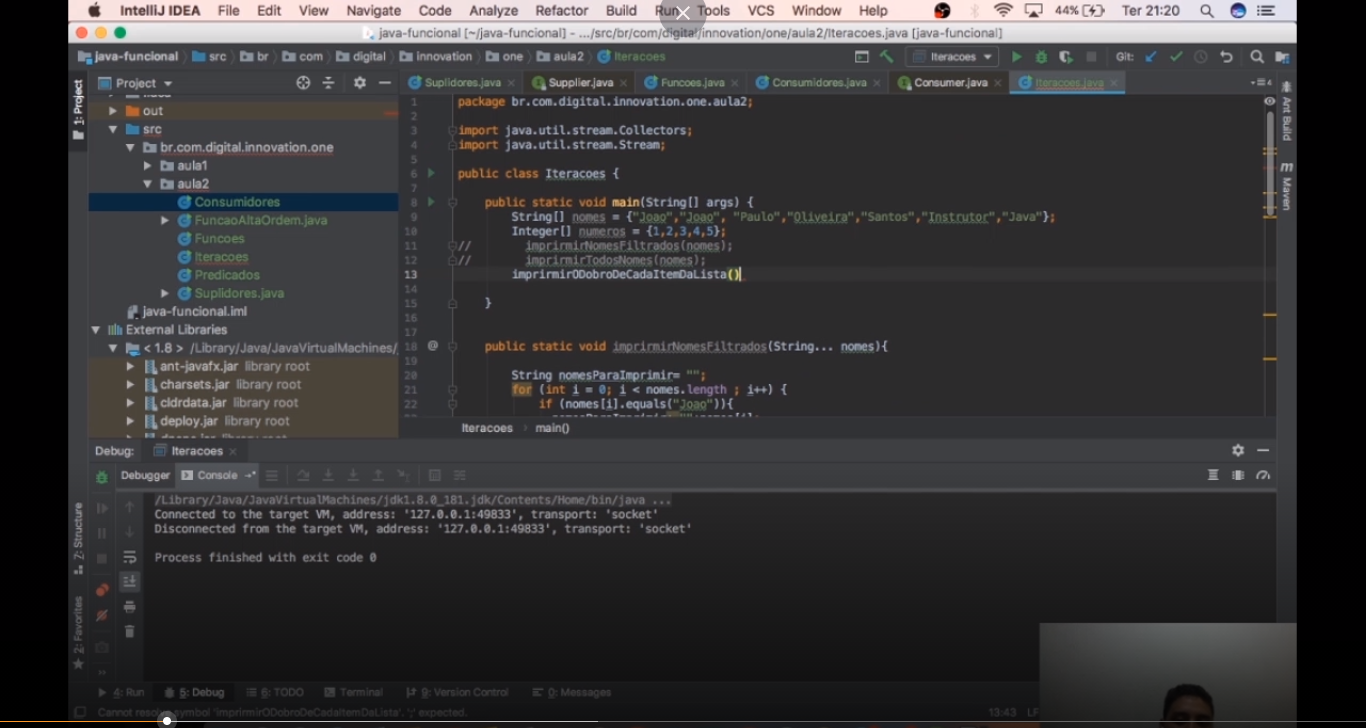 IntelliJ IDEA File Edit View Navigate Code Analyze Refactor Build Run Tools VCS Window Help 44% Ter 21:20
java-funcional [~/java-funcional] - .../src/br/com/digital/innovation/one/aula2/Iteracoes.java [java-funcional]
java-funcional src br com digital innovation one aula2 Iteracoes Iteracoes Git:
1: Project
Project
Suplidores.java Supplier.java Funcoes.java Consumidores.java Consumer.java Iteracoes.java
out
src
br.com.digital.innovation.one
aula1
aula2
Consumidores
FuncaoAltaOrdem.java
Funcoes
Iteracoes
Predicados
Suplidores.java
java-funcional.iml
External Libraries
< 1.8 > /Library/Java/JavaVirtualMachines/
ant-javafx.jar library root
charsets.jar library root
cldrdata.jar library root
deploy.jar library root
1 package br.com.digital.innovation.one.aula2;
2
3 import java.util.stream.Collectors;
4 import java.util.stream.Stream;
5
6 public class Iteracoes {
7
8 public static void main(String[] args) {
9 String[] nomes = {"Joao","Joao", "Paulo","Oliveira","Santos","Instrutor","Java"};
10 Integer[] numeros = {1,2,3,4,5};
11 // imprirmirNomesFiltrados(nomes);
12 // imprirmirTodosNomes(nomes);
13 imprirmirODobroDeCadaItemDaLista()
14
15 }
16
17
18 @ public static void imprirmirNomesFiltrados(String... nomes){
19
20 String nomesParaImprimir= "";
21 for (int i = 0; i < nomes.length ; i++) {
22 if (nomes[i].equals("Joao")){
Iteracoes › main()
Ant Build
m Maven
Debug: Iteracoes
Debugger Console
/Library/Java/JavaVirtualMachines/jdk1.8.0_181.jdk/Contents/Home/bin/java ...
Connected to the target VM, address: '127.0.0.1:49833', transport: 'socket'
Disconnected from the target VM, address: '127.0.0.1:49833', transport: 'socket'
Process finished with exit code 0
Z: Structure
2: Favorites
4: Run 5: Debug 6: TODO Terminal 9: Version Control 0: Messages
Cannot resolve symbol 'imprirmirODobroDeCadaItemDaLista', ';' expected. 13:43 LF